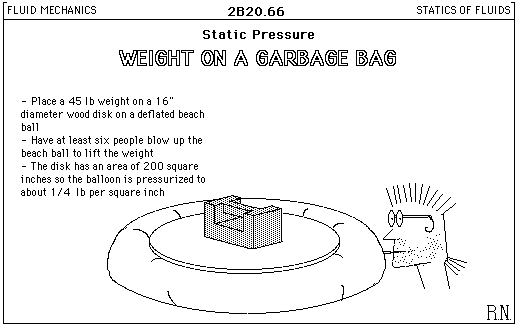 FLUID MECHANICS
2B20.66
STATICS OF FLUIDS
Static Pressure
WEIGHT ON A GARBAGE BAG
- Place a 45 lb weight on a 16"
diameter wood disk on a deflated beach
ball
- Have at least six people blow up the
beach ball to lift the weight
- The disk has an area of 200 square
inches so the balloon is pressurized to
about 1/4 lb per square inch
R.N.